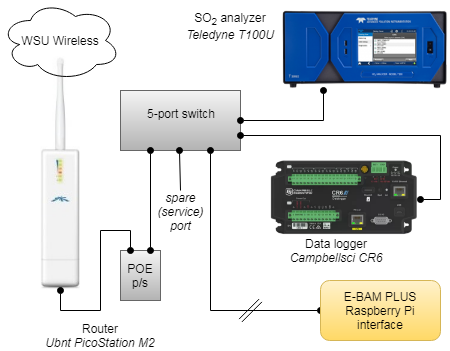 WSU Wireless
SO₂ analyzer
Teledyne T100U
5-port switch
spare
(service)
port
CR6
Data logger
Campbellsci CR6
POE
p/s
E-BAM PLUS
Raspberry Pi
interface
Router
Ubnt PicoStation M2